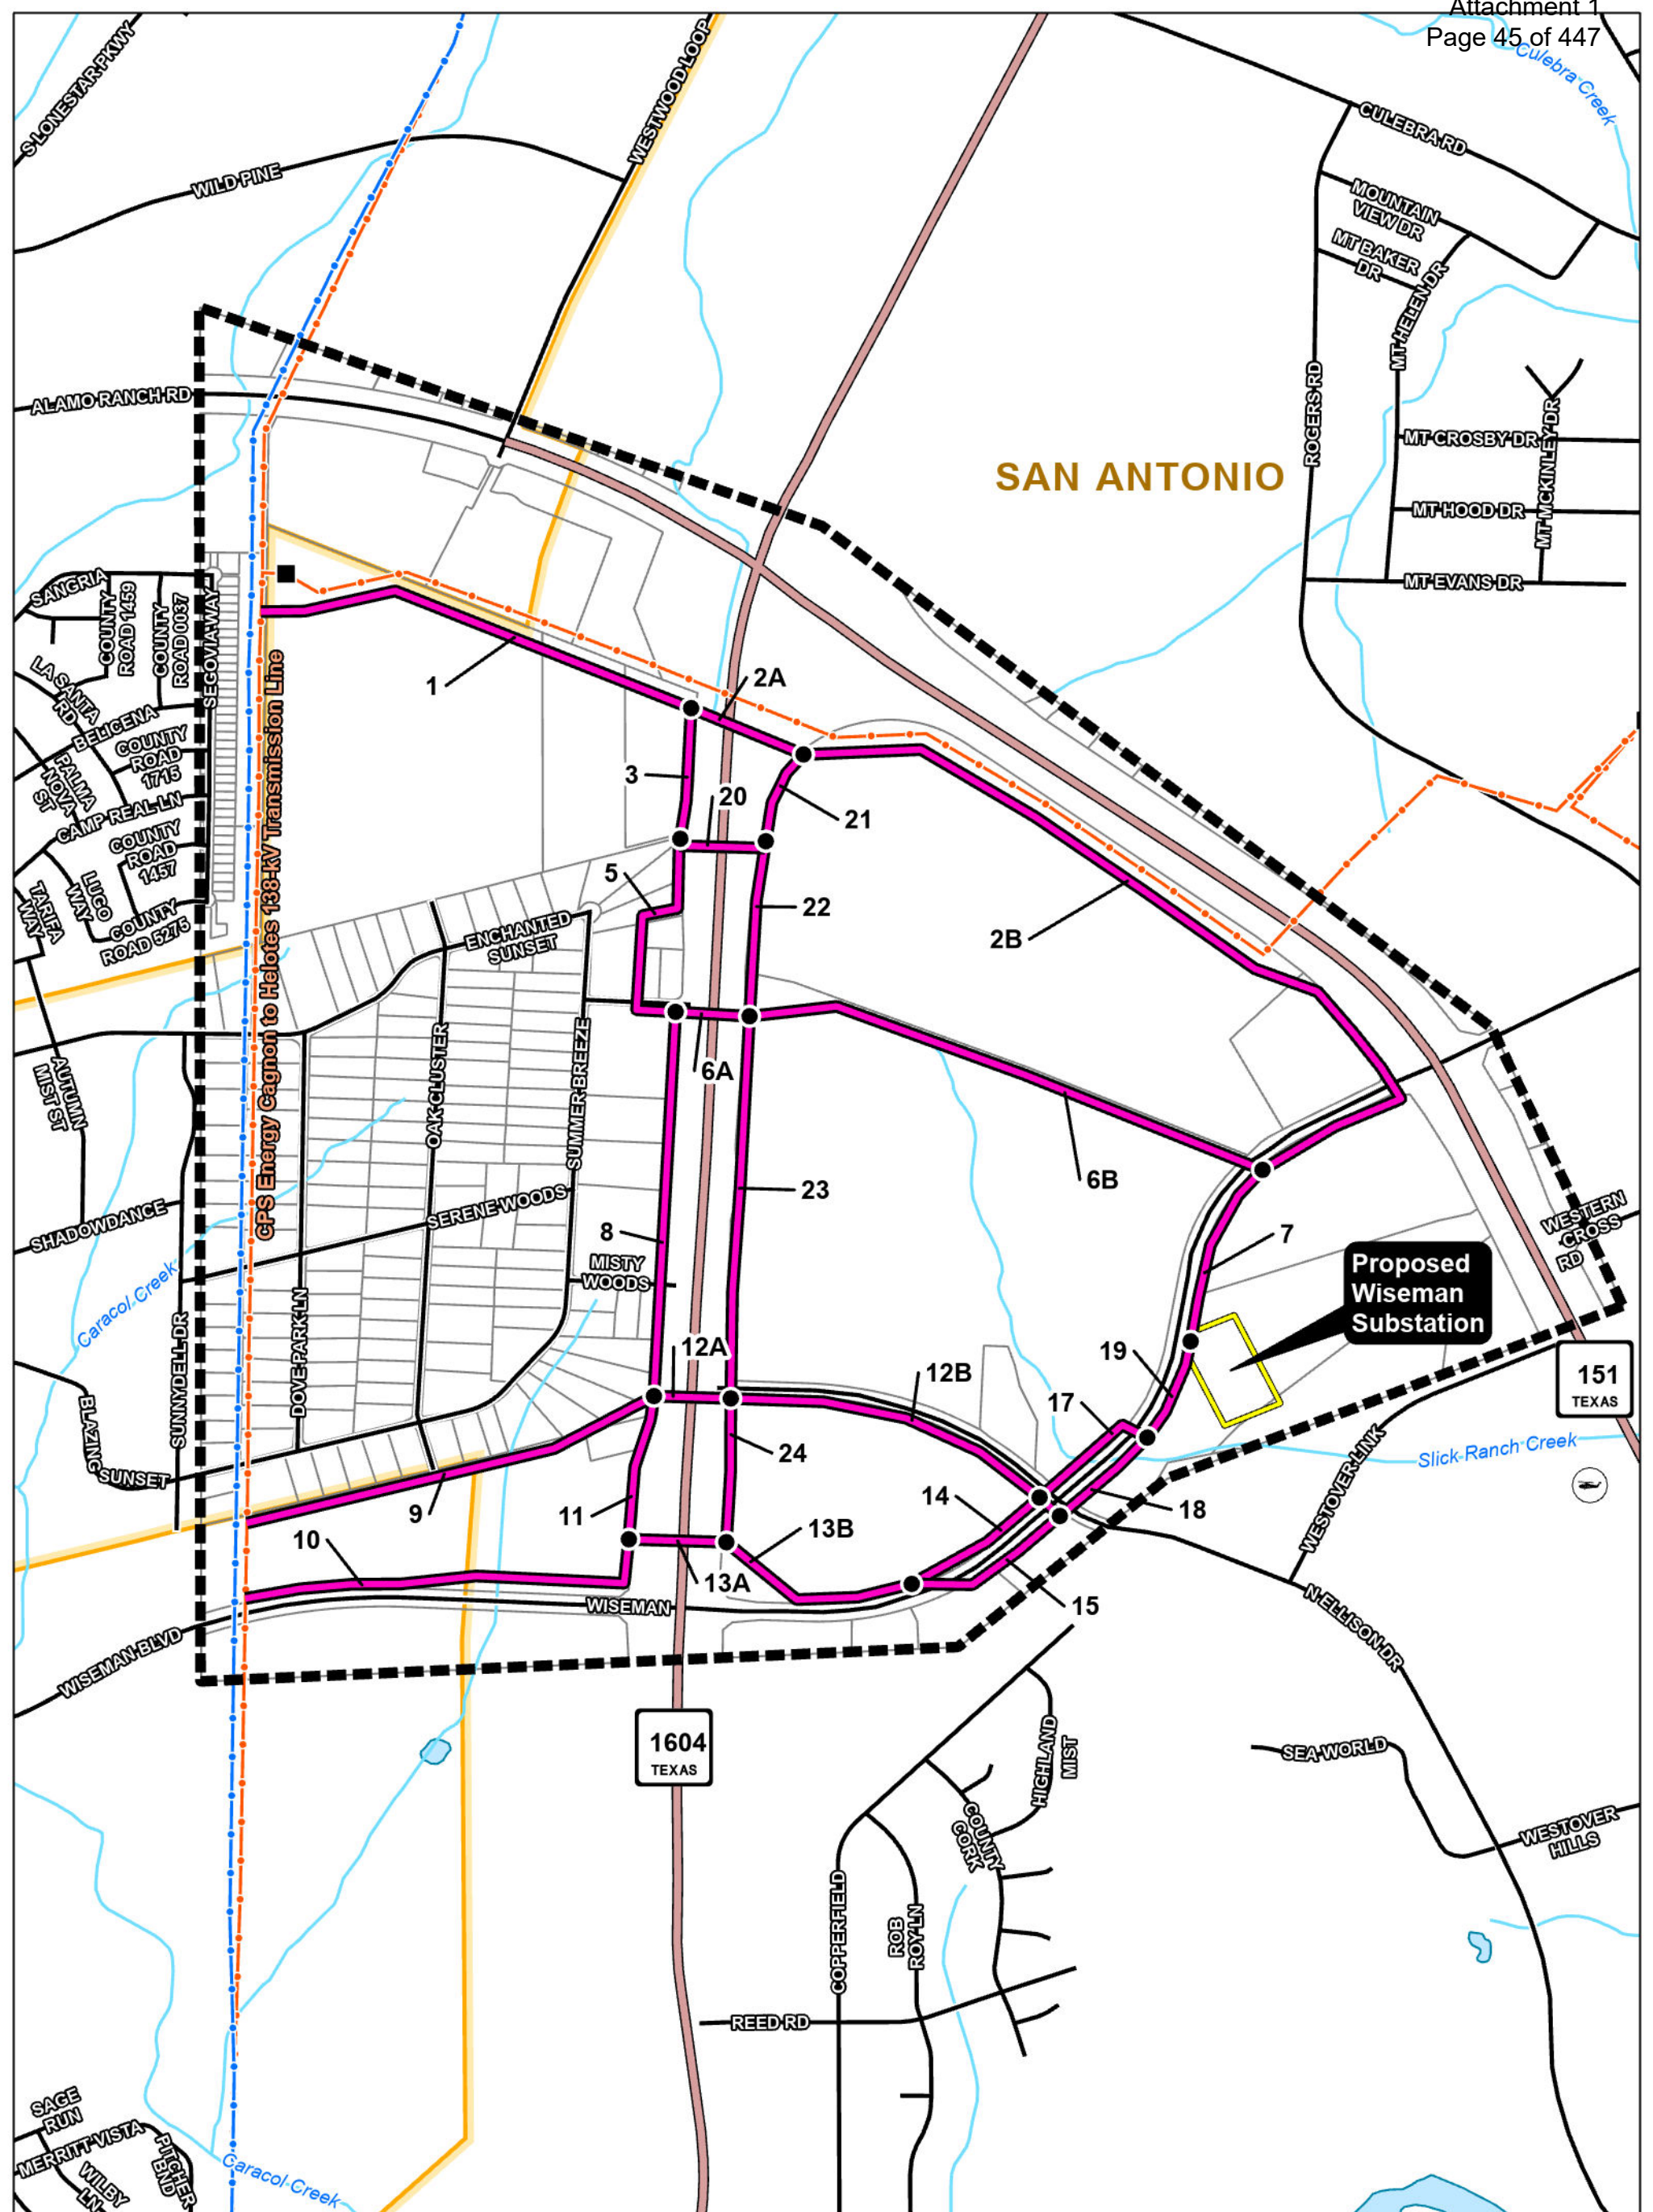 Attachment 1
Page 45 of 447
Culebra Creek
S LONESTAR PKWY
WESTWOOD LOOP
WILD PINE
CULEBRA RD
MOUNTAIN
VIEW DR
MT BAKER
DR
MT HELEN DR
ROGERS RD
ALAMO RANCH RD
MT CROSBY DR
MT MCKINLEY DR
MT HOOD DR
MT EVANS DR
SAN ANTONIO
SANGRIA
COUNTY
ROAD 1459
COUNTY
ROAD 0037
SEGOVIA WAY
LA SANTA
RD
BELICENA
COUNTY
ROAD
1715
PALMA
NOVA
ST
CAMP REAL LN
COUNTY
ROAD
1457
LUGO
WAY
TARIFA
WAY
COUNTY
ROAD 5275
CPS Energy Cagnon to Helotes 138-kV Transmission Line
1
2A
3
20
21
5
22
2B
ENCHANTED
SUNSET
6A
6B
OAK CLUSTER
SUMMER BREEZE
AUTUMN
MIST ST
23
SERENE WOODS
SHADOWDANCE
8
MISTY
WOODS
7
WESTERN
CROSS
RD
Proposed
Wiseman
Substation
Caracol Creek
SUNNYDELL DR
DOVE PARK LN
12A
12B
19
17
151
TEXAS
BLAZING
SUNSET
24
Slick Ranch Creek
WESTOVER LINK
9
14
18
11
13B
10
13A
15
WISEMAN
N ELLISON DR
WISEMAN BLVD
1604
TEXAS
HIGHLAND
MIST
SEA WORLD
COUNTY
CORK
WESTOVER
HILLS
COPPERFIELD
ROB
ROY LN
REED RD
SAGE
RUN
MERRITT VISTA
PITCHER
BND
WILBY
LN
Caracol Creek